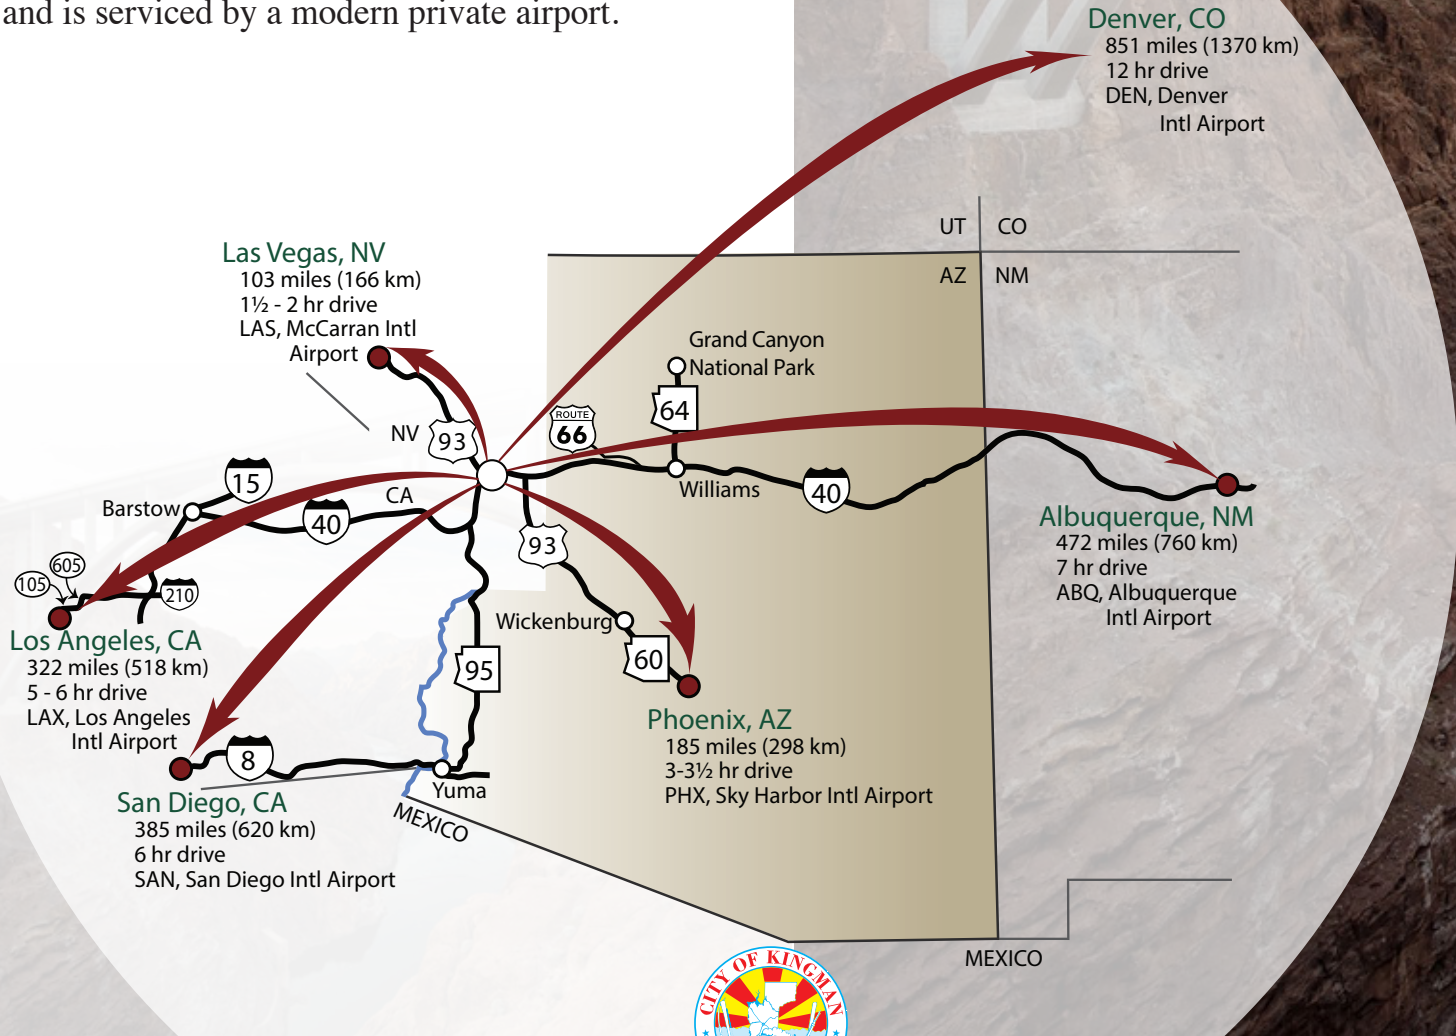 and is serviced by a modern private airport.
Denver, CO
851 miles (1370 km)
12 hr drive
DEN, Denver
Intl Airport
UT
CO
AZ
NM
Las Vegas, NV
103 miles (166 km)
1½ - 2 hr drive
LAS, McCarran Intl
Airport
Grand Canyon
National Park
64
ROUTE
66
NV
93
15
CA
Barstow
40
Williams
40
Albuquerque, NM
472 miles (760 km)
7 hr drive
ABQ, Albuquerque
Intl Airport
93
605
105
210
Wickenburg
60
95
Los Angeles, CA
322 miles (518 km)
5 - 6 hr drive
LAX, Los Angeles
Intl Airport
Phoenix, AZ
185 miles (298 km)
3-3½ hr drive
PHX, Sky Harbor Intl Airport
8
Yuma
MEXICO
San Diego, CA
385 miles (620 km)
6 hr drive
SAN, San Diego Intl Airport
MEXICO
CITY OF KINGMAN